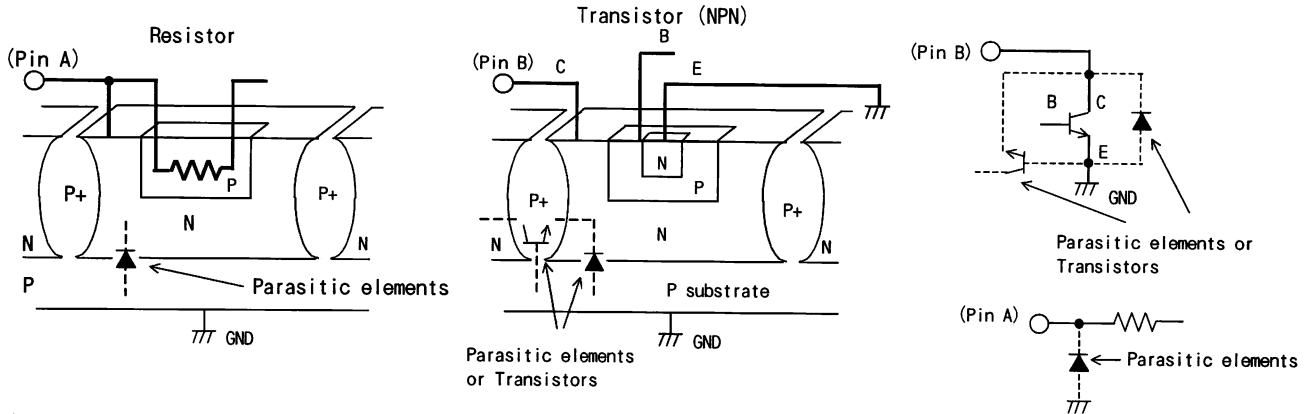 Resistor
(Pin A)
P+
N
P
P+
N
N
P
Parasitic elements
GND
Transistor (NPN)
B
(Pin B)
C
E
N
P
P+
P+
N
N
N
P substrate
GND
Parasitic elements
or Transistors
(Pin B)
B
C
E
GND
Parasitic elements or
Transistors
(Pin A)
Parasitic elements